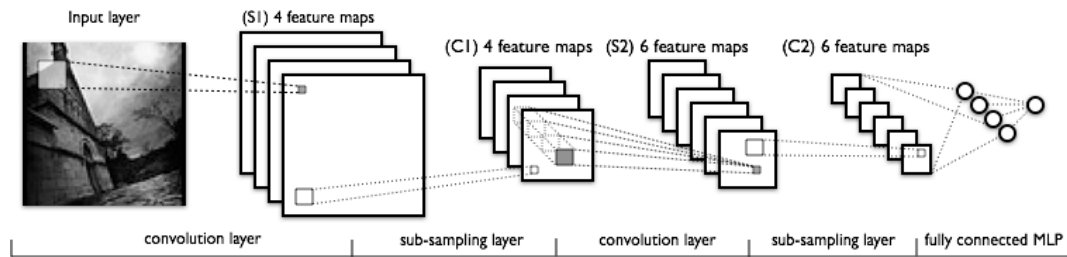 Input layer
(S1) 4 feature maps
(C1) 4 feature maps
(S2) 6 feature maps
(C2) 6 feature maps
convolution layer
sub-sampling layer
convolution layer
sub-sampling layer
fully connected MLP